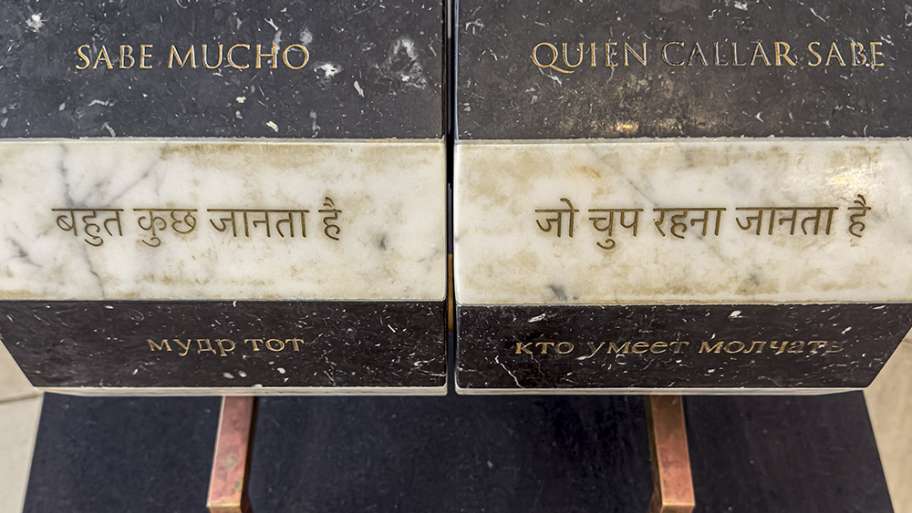 SABE MUCHO QUIEN CALLAR SABE
बहुत कुछ जानता है जो चुप रहना जानता है
мудр тот кто умеет молчать